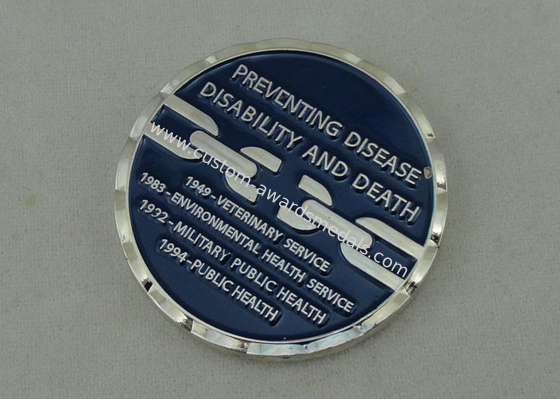 PREVENTING DISEASE
DISABILITY AND DEATH
www.custom-awardsmedals.com
1949 - VETERINARY SERVICE
1983 - ENVIRONMENTAL HEALTH SERVICE
1932 - MILITARY PUBLIC HEALTH
1994 - PUBLIC HEALTH